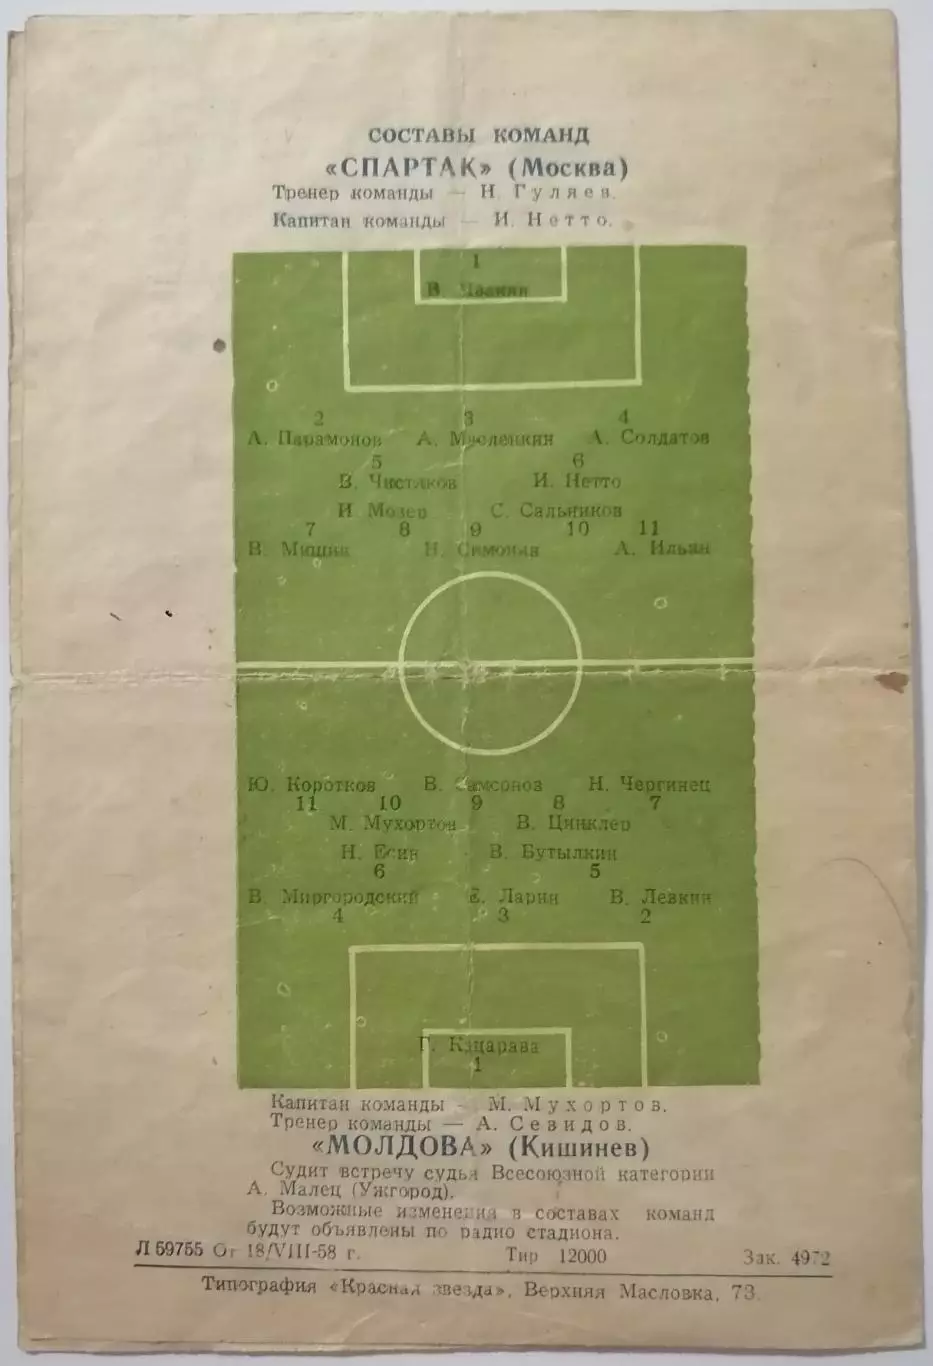 СОСТАВЫ КОМАНД
«СПАРТАК» (Москва)
Тренер команды — Н. Гуляев.
Капитан команды — И. Нетто.
1
В.
2 3 4
А. Парамонов А. Масленкин А. Солдатов
5 6
В. Чистяков И. Нетто
И. Мозер С. Сальников
7 8 9 10 11
В. Мишин Н. Симонян А. Ильин
Ю. Коротков В. Самсонов Н. Чергинец
11 10 9 8 7
М. Мухортов В. Цинклер
Н. Есин В. Бутылкин
6 5
В. Миргородский Е. Ларин В. Левкин
4 3 2
Г. Кацарава
1
Капитан команды — М. Мухортов.
Тренер команды — А. Севидов.
«МОЛДОВА» (Кишинев)
Судит встречу судья Всесоюзной категории
А. Малец (Ужгород).
Возможные изменения в составах команд
будут объявлены по радио стадиона.
Л 59755 От 18/VIII-58 г. Тир 12000 Зак. 4972
Типография «Красная звезда», Верхняя Масловка, 73.